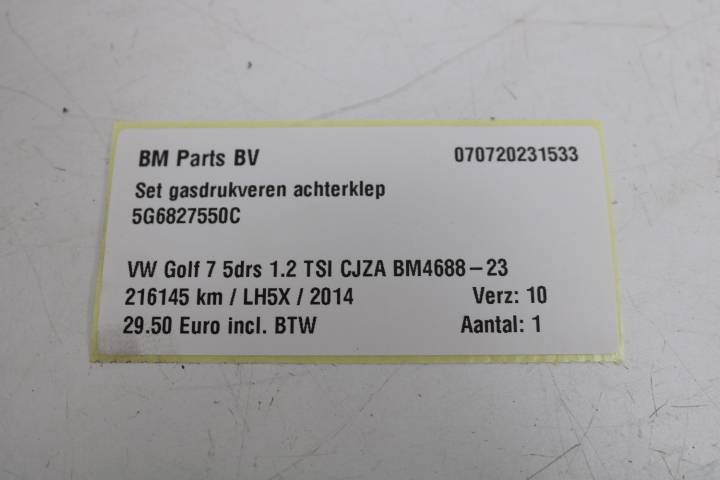 BM Parts BV 070720231533
Set gasdrukveren achterklep
5G6827550C
VW Golf 7 5drs 1.2 TSI CJZA BM4688-23
216145 km / LH5X / 2014 Verz: 10
29.50 Euro incl. BTW Aantal: 1